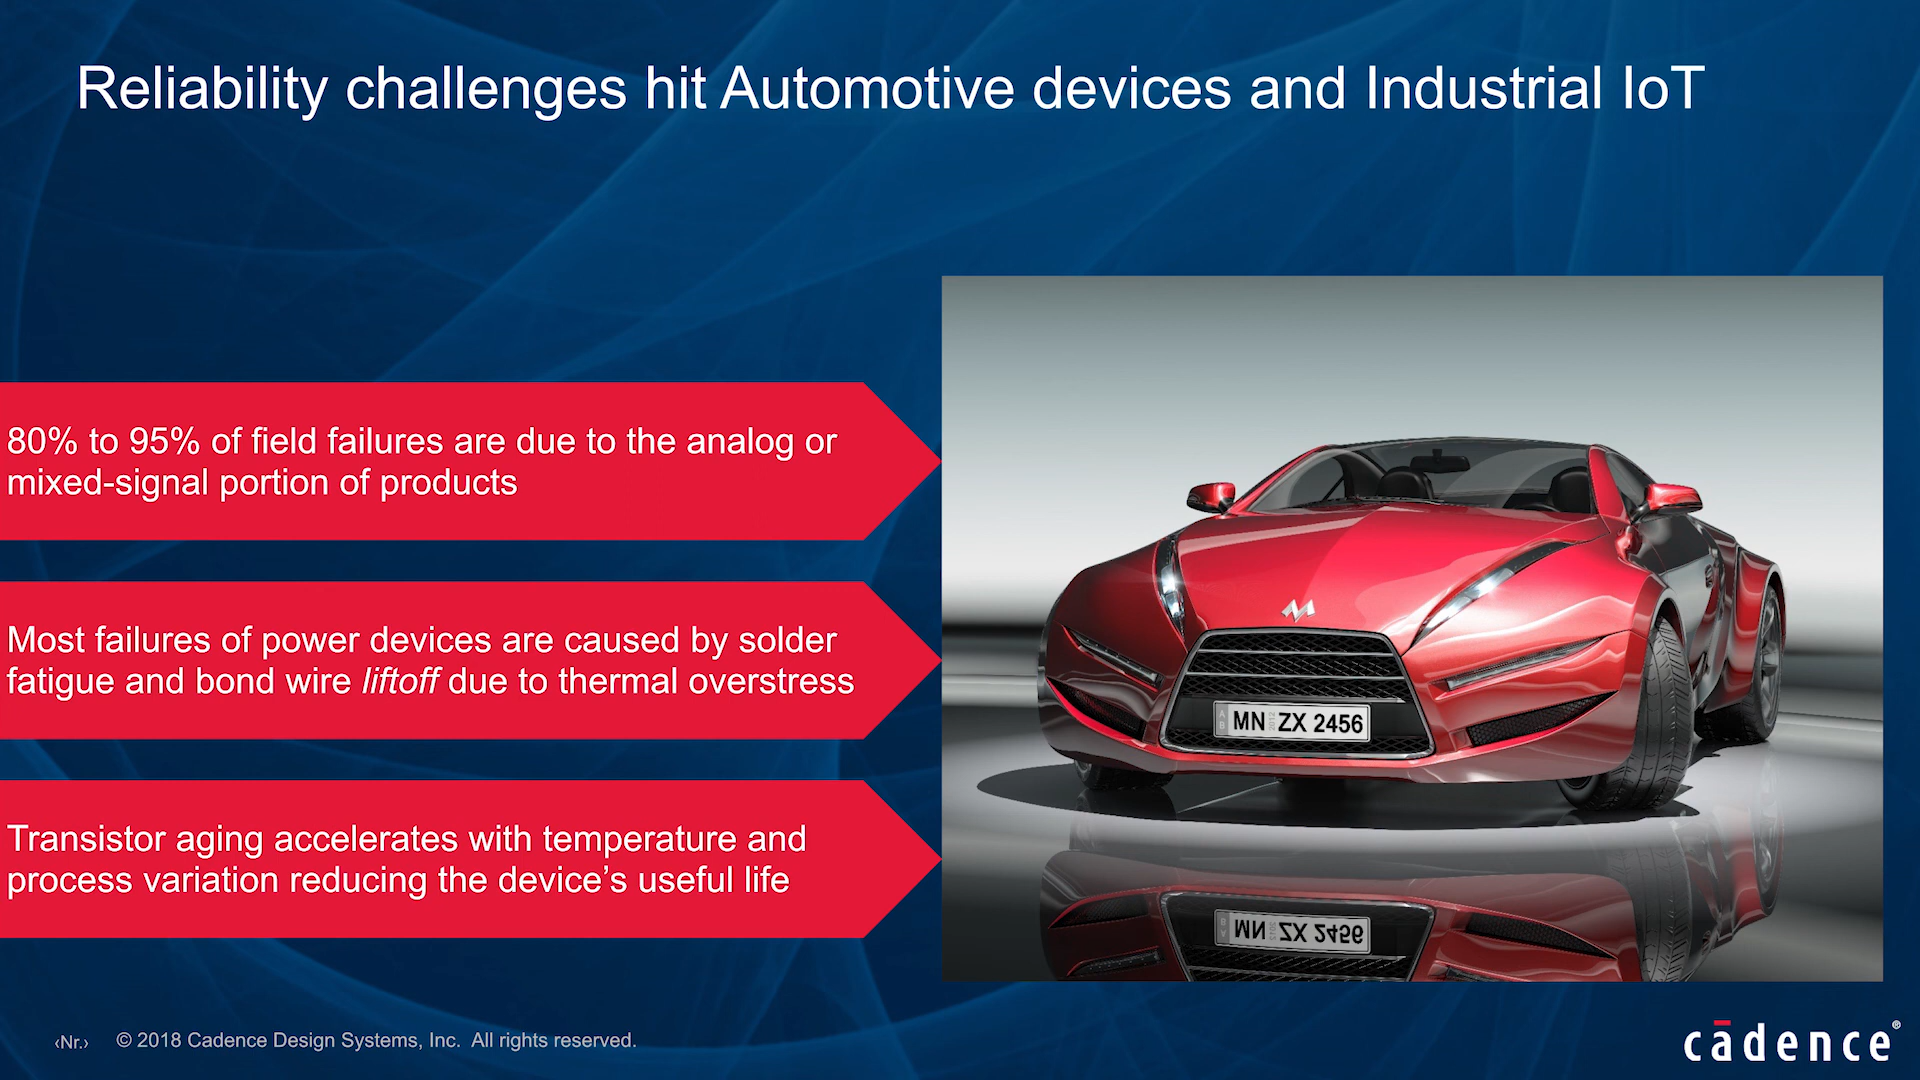 Reliability challenges hit Automotive devices and Industrial IoT
80% to 95% of field failures are due to the analog or
mixed-signal portion of products
Most failures of power devices are caused by solder
fatigue and bond wire liftoff due to thermal overstress
Transistor aging accelerates with temperature and
process variation reducing the device’s useful life
MN ZX 2456
‹Nr.› © 2018 Cadence Design Systems, Inc. All rights reserved.
cādence®